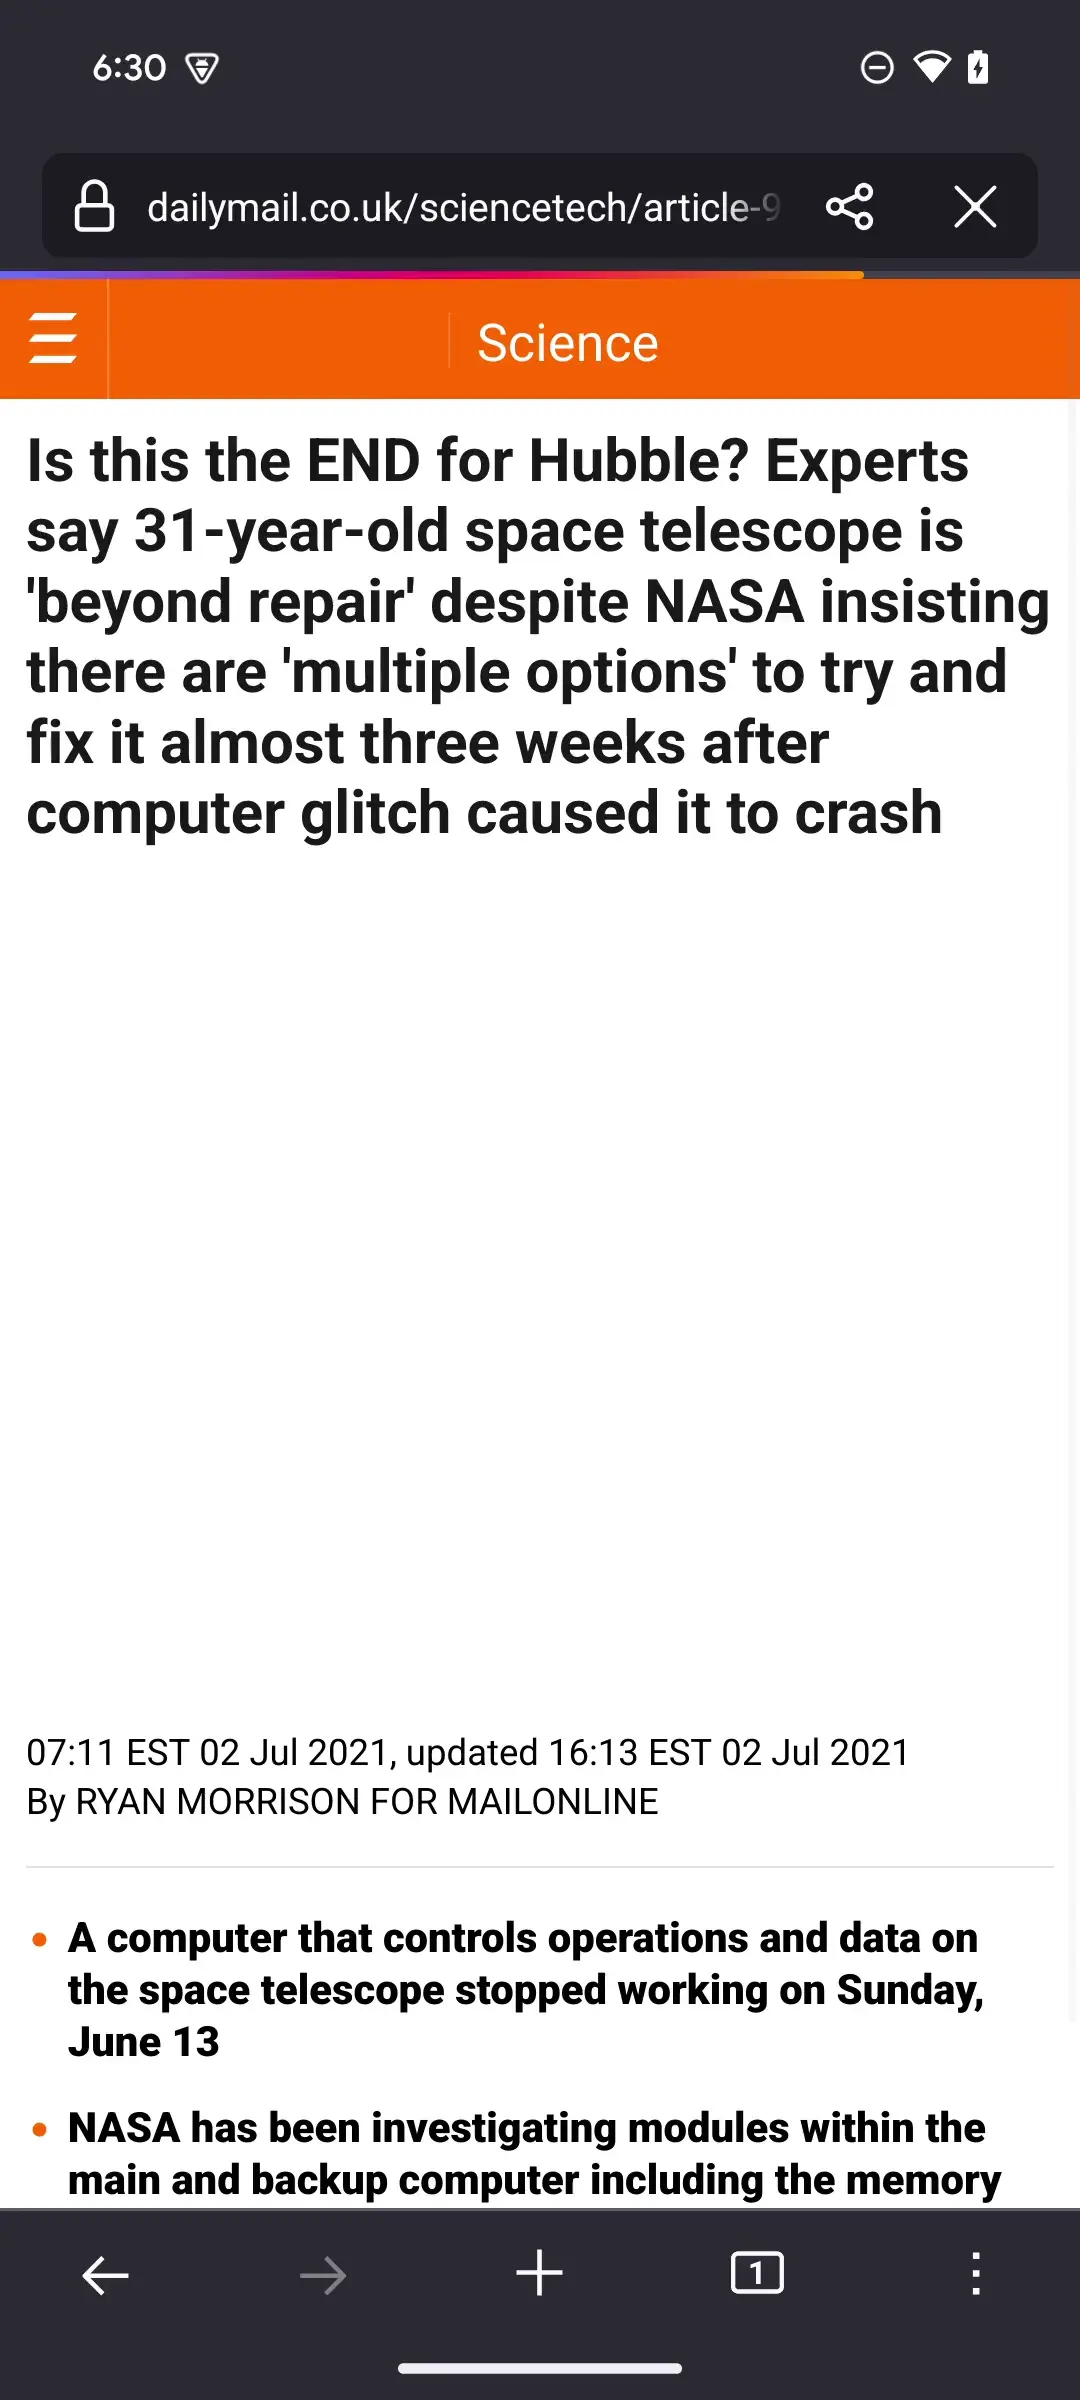 6:30
dailymail.co.uk/sciencetech/article-9
Science
Is this the END for Hubble? Experts
say 31-year-old space telescope is
'beyond repair' despite NASA insisting
there are 'multiple options' to try and
fix it almost three weeks after
computer glitch caused it to crash
07:11 EST 02 Jul 2021, updated 16:13 EST 02 Jul 2021
By RYAN MORRISON FOR MAILONLINE
• A computer that controls operations and data on
the space telescope stopped working on Sunday,
June 13
• NASA has been investigating modules within the
main and backup computer including the memory
1